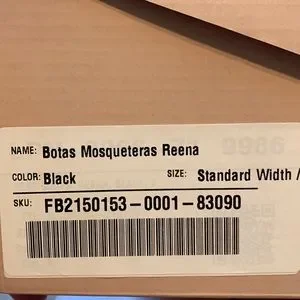 NAME: Botas Mosqueteras Reena
COLOR: Black SIZE: Standard Width /
SKU: FB2150153-0001-83090